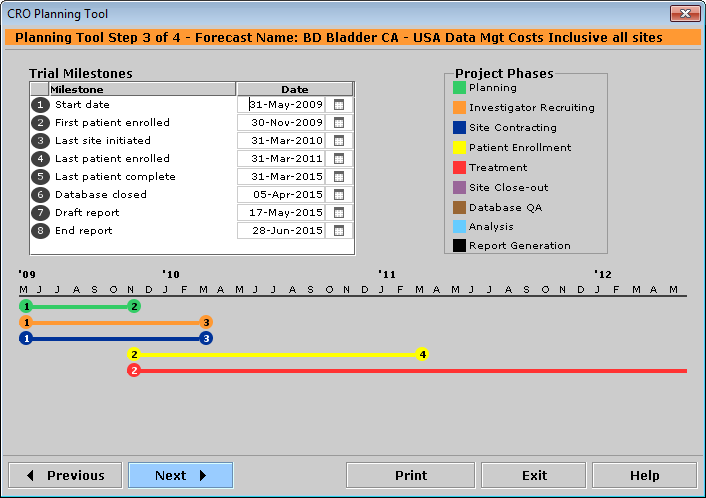 CRO Planning Tool
Planning Tool Step 3 of 4 - Forecast Name: BD Bladder CA - USA Data Mgt Costs Inclusive all sites
Trial Milestones
Milestone Date
1 Start date 31-May-2009
2 First patient enrolled 30-Nov-2009
3 Last site initiated 31-Mar-2010
4 Last patient enrolled 31-Mar-2011
5 Last patient complete 31-Mar-2015
6 Database closed 05-Apr-2015
7 Draft report 17-May-2015
8 End report 28-Jun-2015
Project Phases
Planning
Investigator Recruiting
Site Contracting
Patient Enrollment
Treatment
Site Close-out
Database QA
Analysis
Report Generation
'09 '10 '11 '12
M J J A S O N D J F M A M J J A S O N D J F M A M J J A S O N D J F M A M
1 2
1 3
1 3
2 4
2
Previous Next Print Exit Help